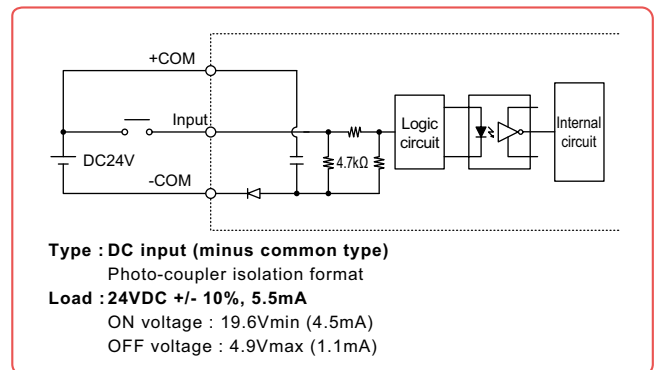 +COM
Input
DC24V
-COM
4.7kΩ
Logic
circuit
Internal
circuit
Type : DC input (minus common type)
Photo-coupler isolation format
Load : 24VDC +/- 10%, 5.5mA
ON voltage : 19.6Vmin (4.5mA)
OFF voltage : 4.9Vmax (1.1mA)